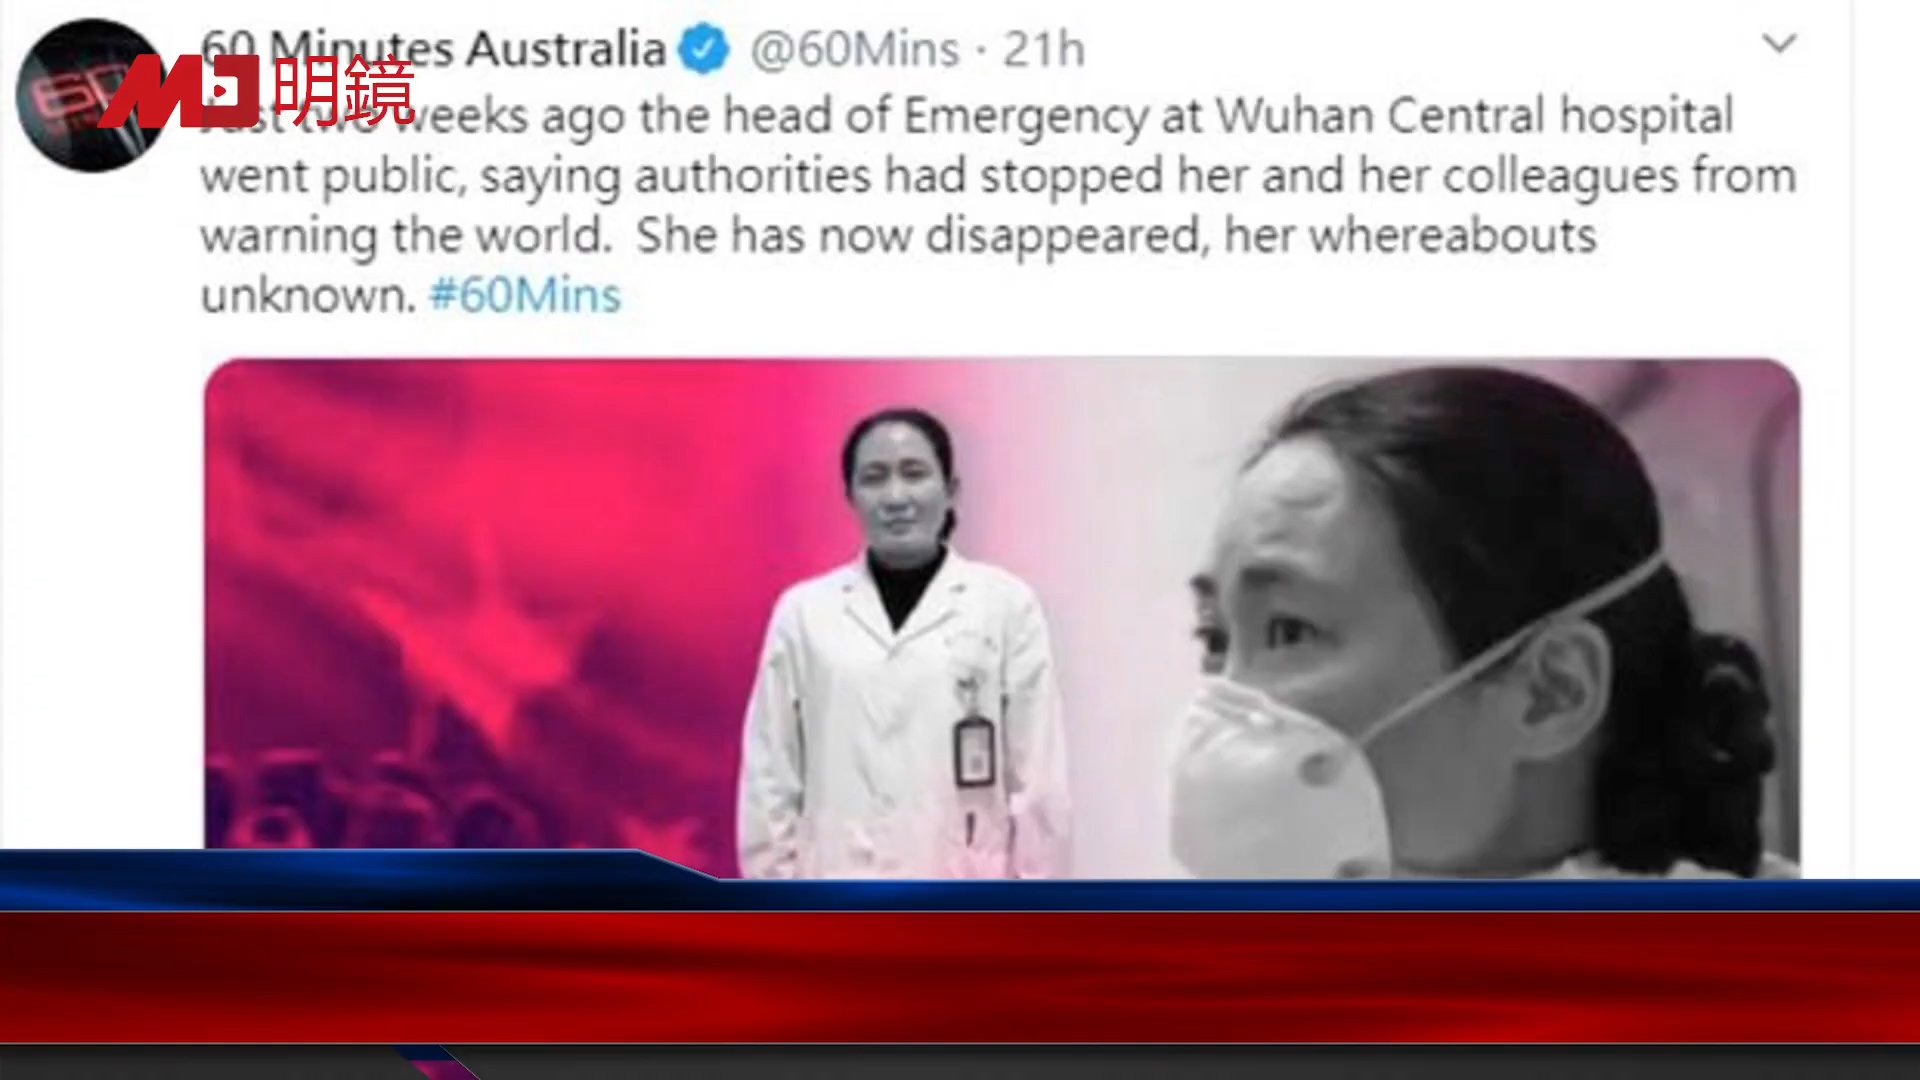 60 Minutes Australia @60Mins · 21h
明鏡
Just two weeks ago the head of Emergency at Wuhan Central hospital
went public, saying authorities had stopped her and her colleagues from
warning the world. She has now disappeared, her whereabouts
unknown. #60Mins